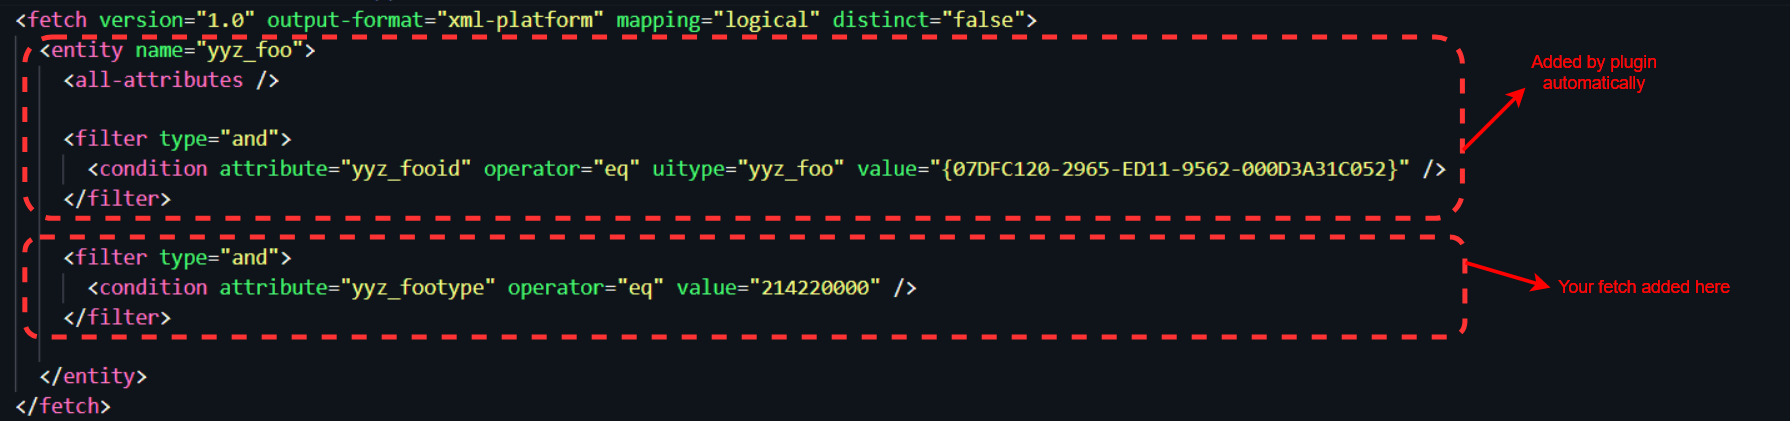 <fetch version="1.0" output-format="xml-platform" mapping="logical" distinct="false">
<entity name="yyz_foo">
<all-attributes />
<filter type="and">
<condition attribute="yyz_fooid" operator="eq" uitype="yyz_foo" value="{07DFC120-2965-ED11-9562-000D3A31C052}" />
</filter>
<filter type="and">
<condition attribute="yyz_footype" operator="eq" value="214220000" />
</filter>
</entity>
</fetch>
Added by plugin
automatically
Your fetch added here